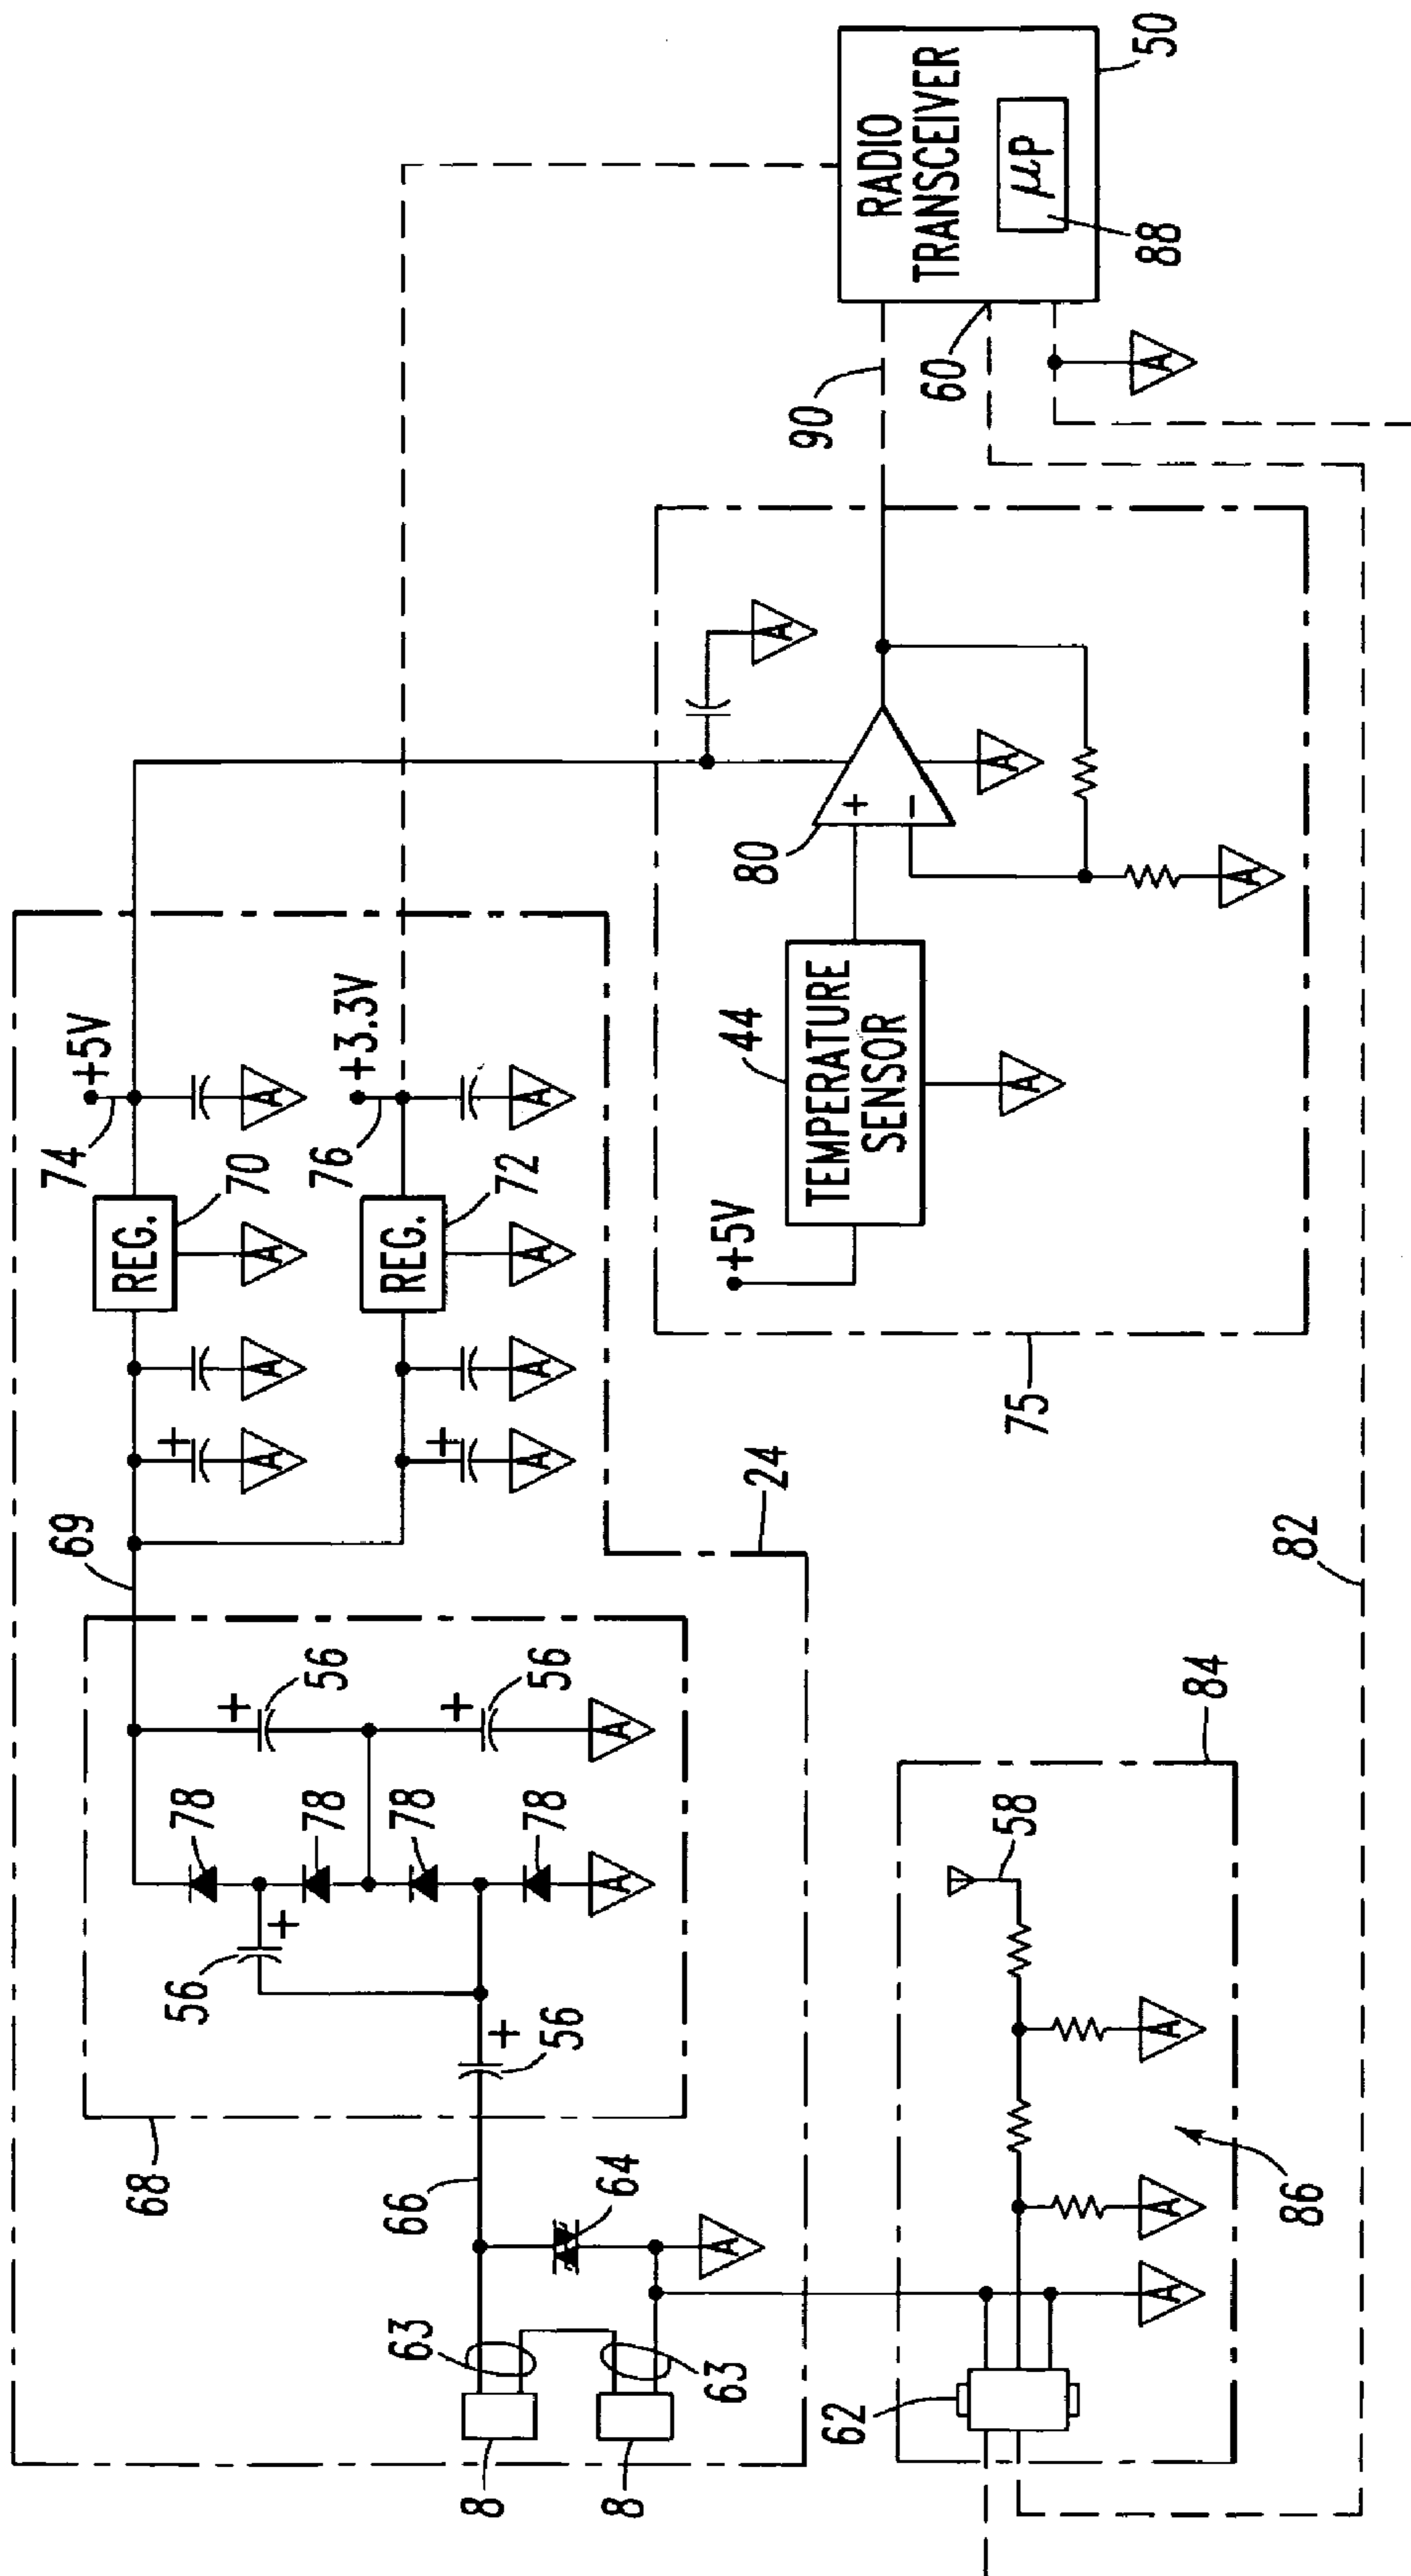 69
74
+5V
REG.
70
A
A
A
A
68
56
+
78
78
78
78
+
56
+
56
+
+
56
+
76
+3.3V
REG.
72
A
A
A
A
A
A
66
63
63
64
A
8
8
24
+5V
44
TEMPERATURE
SENSOR
A
80
+
−
A
A
A
75
90
60
RADIO
TRANSCEIVER
μP
88
50
A
62
58
84
A
A
A
86
82